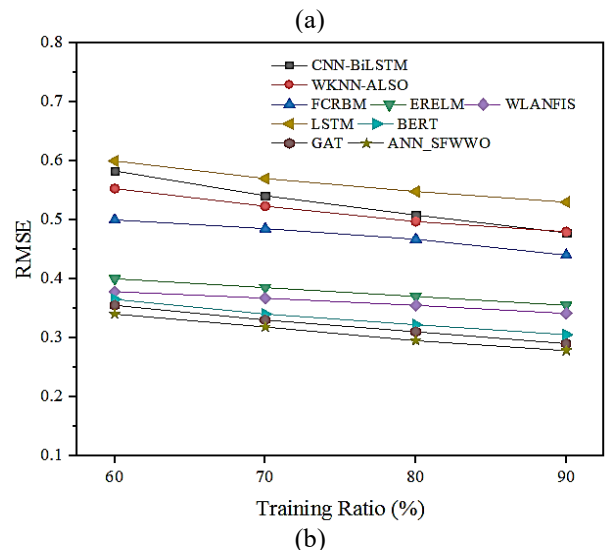 (a)
0.8
0.7
0.6
0.5
0.4
0.3
0.2
0.1
RMSE
CNN-BiLSTM
WKNN-ALSO
FCRBM ERELM WLANFIS
LSTM BERT
GAT ANN_SFWWO
60 70 80 90
Training Ratio (%)
(b)